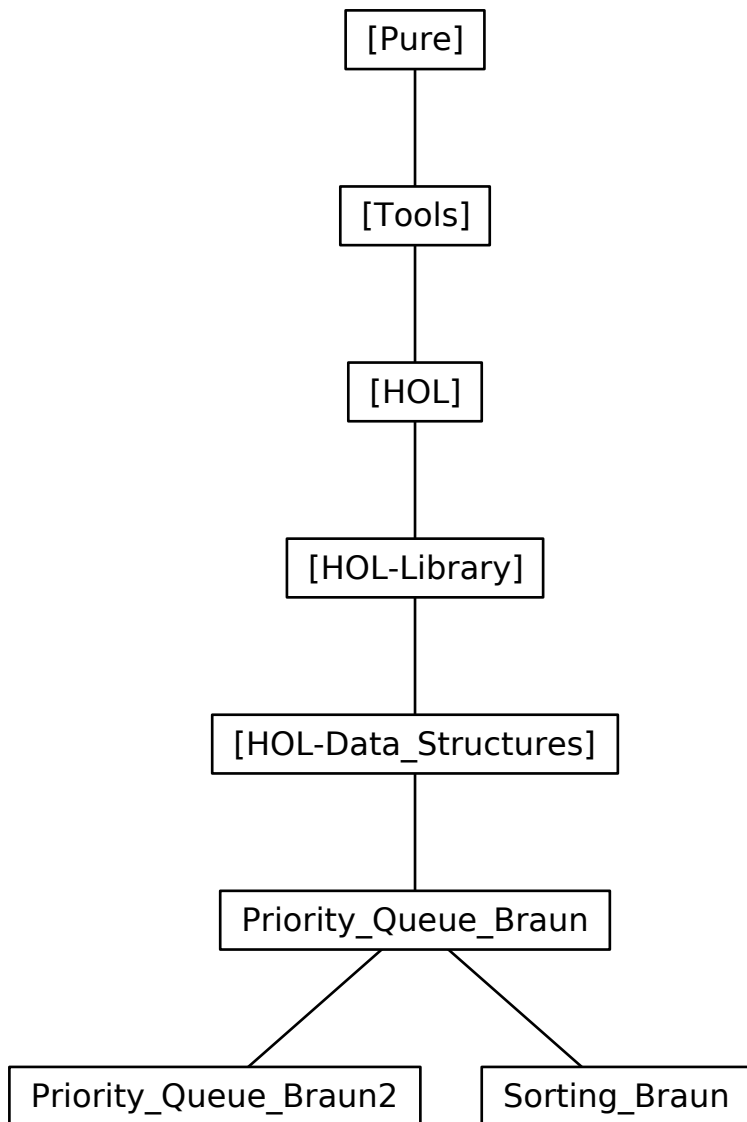 [Pure]
[Tools]
[HOL]
[HOL-Library]
[HOL-Data_Structures]
Priority_Queue_Braun
Priority_Queue_Braun2
Sorting_Braun